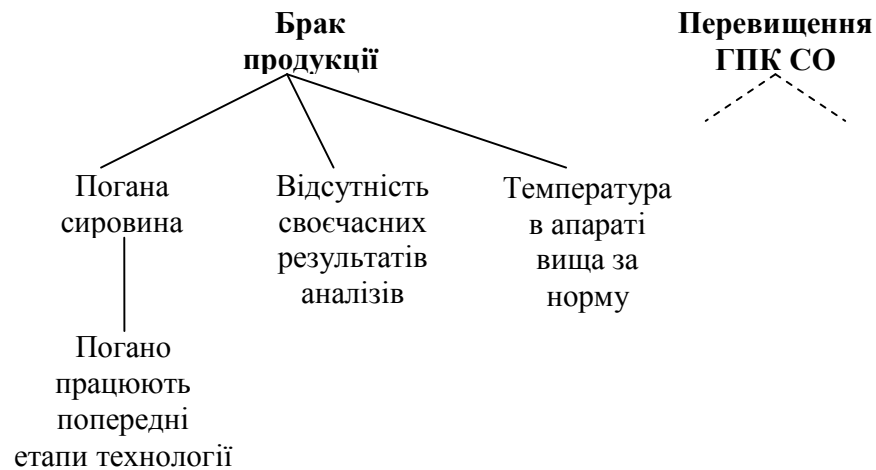 Брак
продукції
Перевищення
ГПК СО
Погана
сировина
Відсутність
своєчасних
результатів
аналізів
Температура
в апараті
вища за
норму
Погано
працюють
попередні
етапи технології